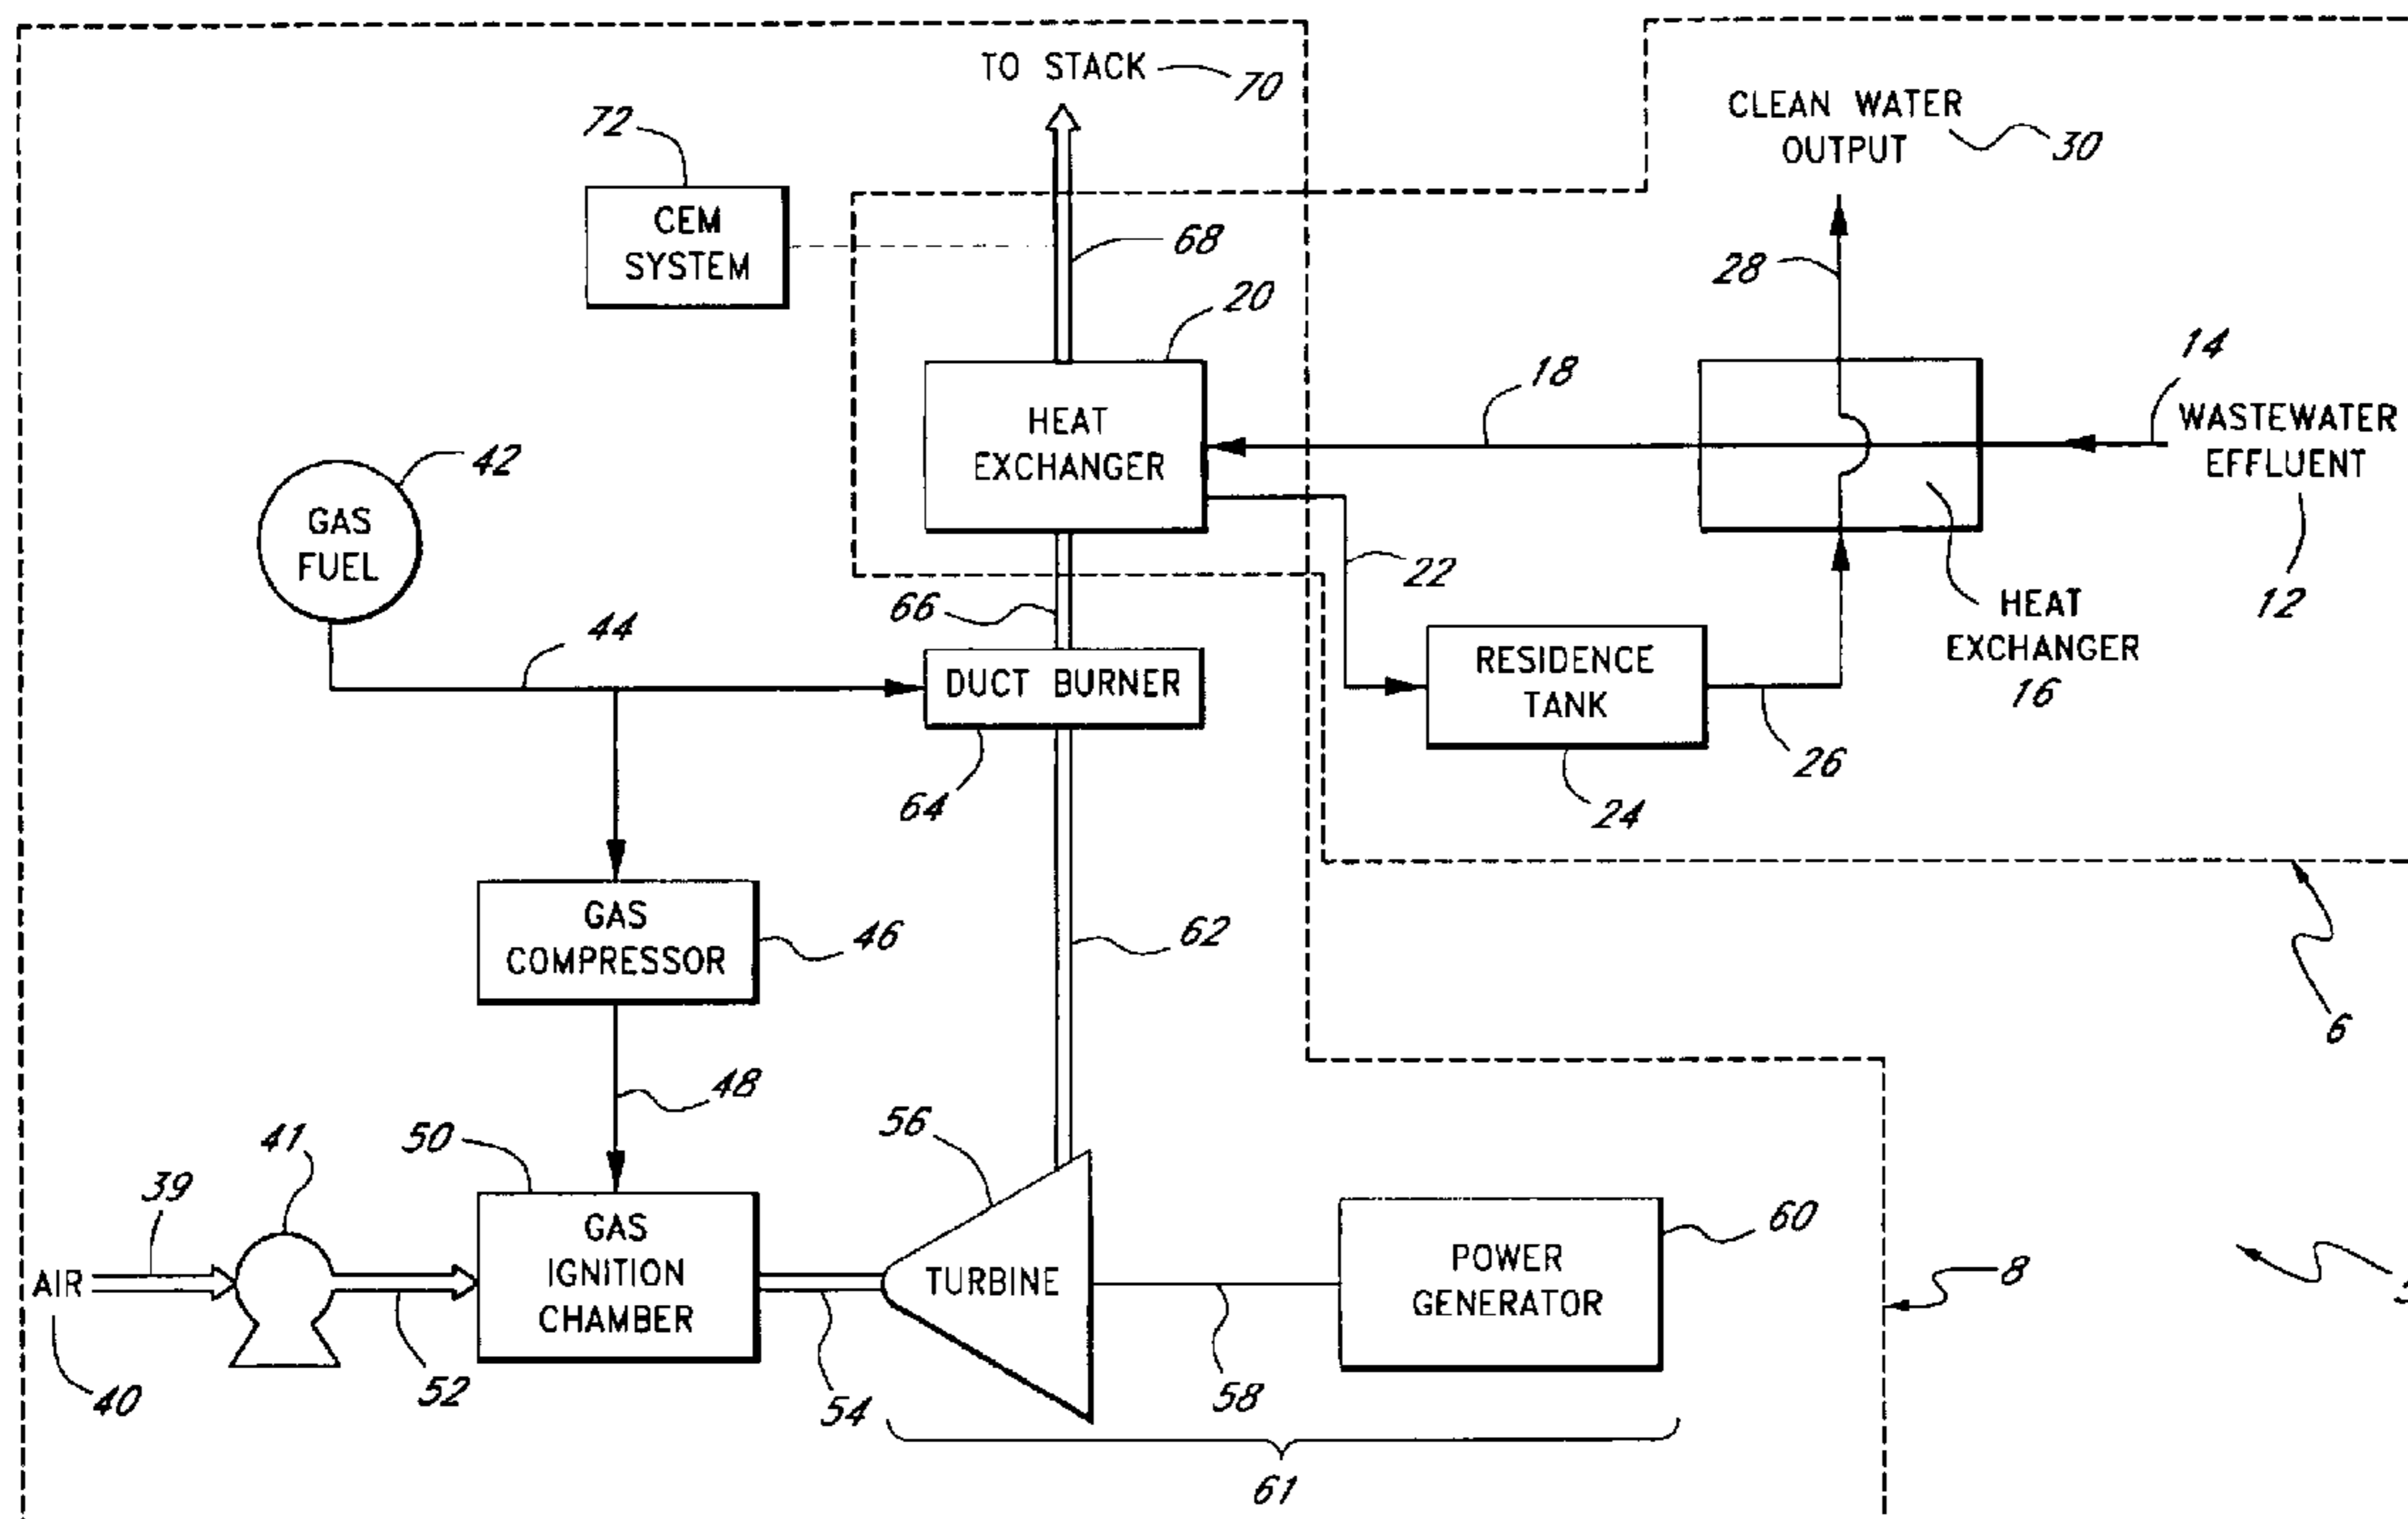 TO STACK
70
CLEAN WATER
OUTPUT
30
72
CEM
SYSTEM
68
28
20
14
18
HEAT
EXCHANGER
WASTEWATER
EFFLUENT
12
42
GAS
FUEL
22
HEAT
EXCHANGER
16
66
44
DUCT BURNER
64
RESIDENCE
TANK
26
24
GAS
COMPRESSOR
46
62
6
48
50
56
41
39
AIR
40
52
GAS
IGNITION
CHAMBER
54
TURBINE
58
POWER
GENERATOR
60
8
61